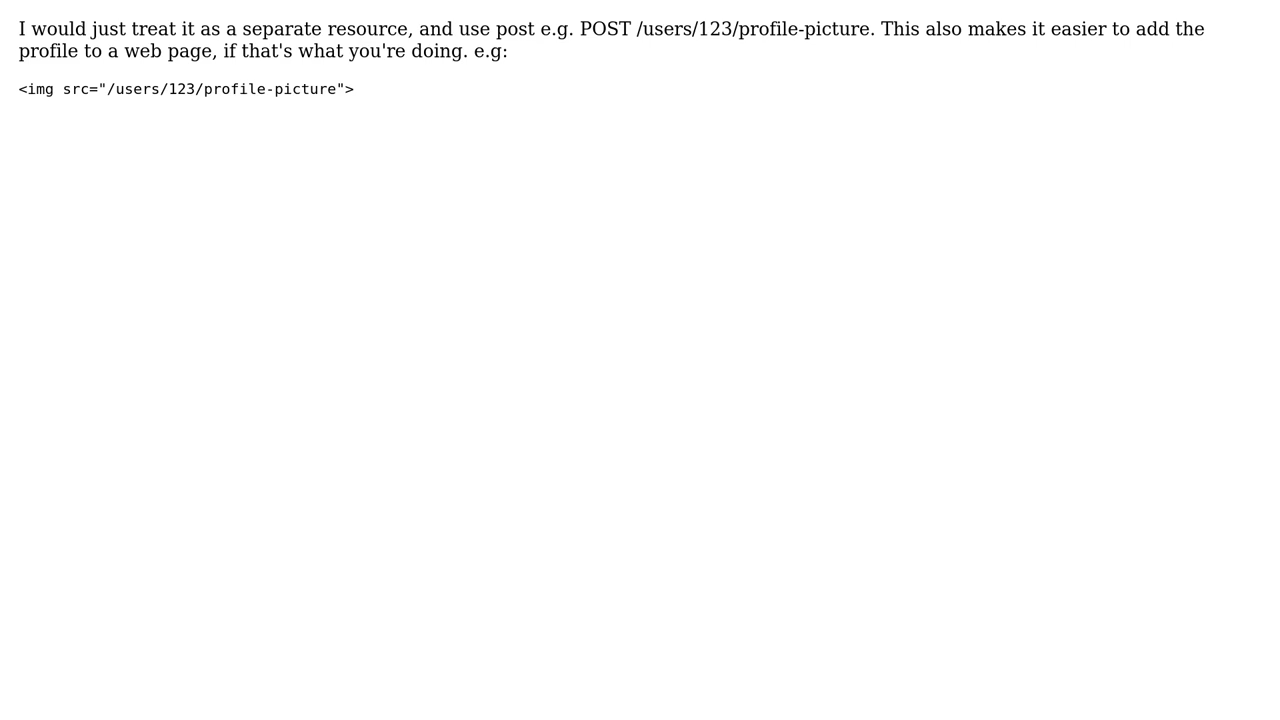 I would just treat it as a separate resource, and use post e.g. POST /users/123/profile-picture. This also makes it easier to add the
profile to a web page, if that's what you're doing. e.g:
<img src="/users/123/profile-picture">